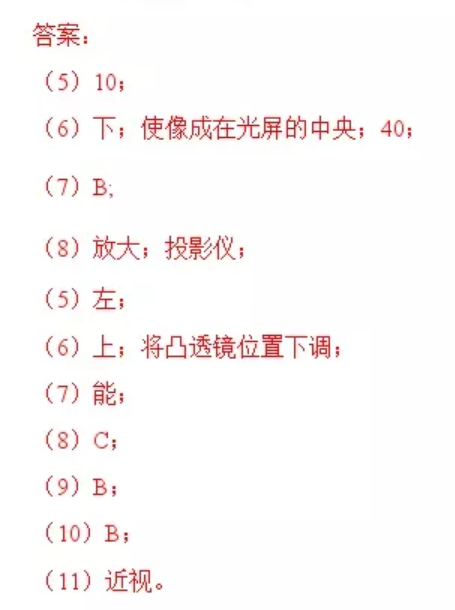 答案：
（5）10；
（6）下；使像成在光屏的中央；40；
（7）B;
（8）放大；投影仪；
（5）左；
（6）上；将凸透镜位置下调；
（7）能；
（8）C；
（9）B；
（10）B；
（11）近视。